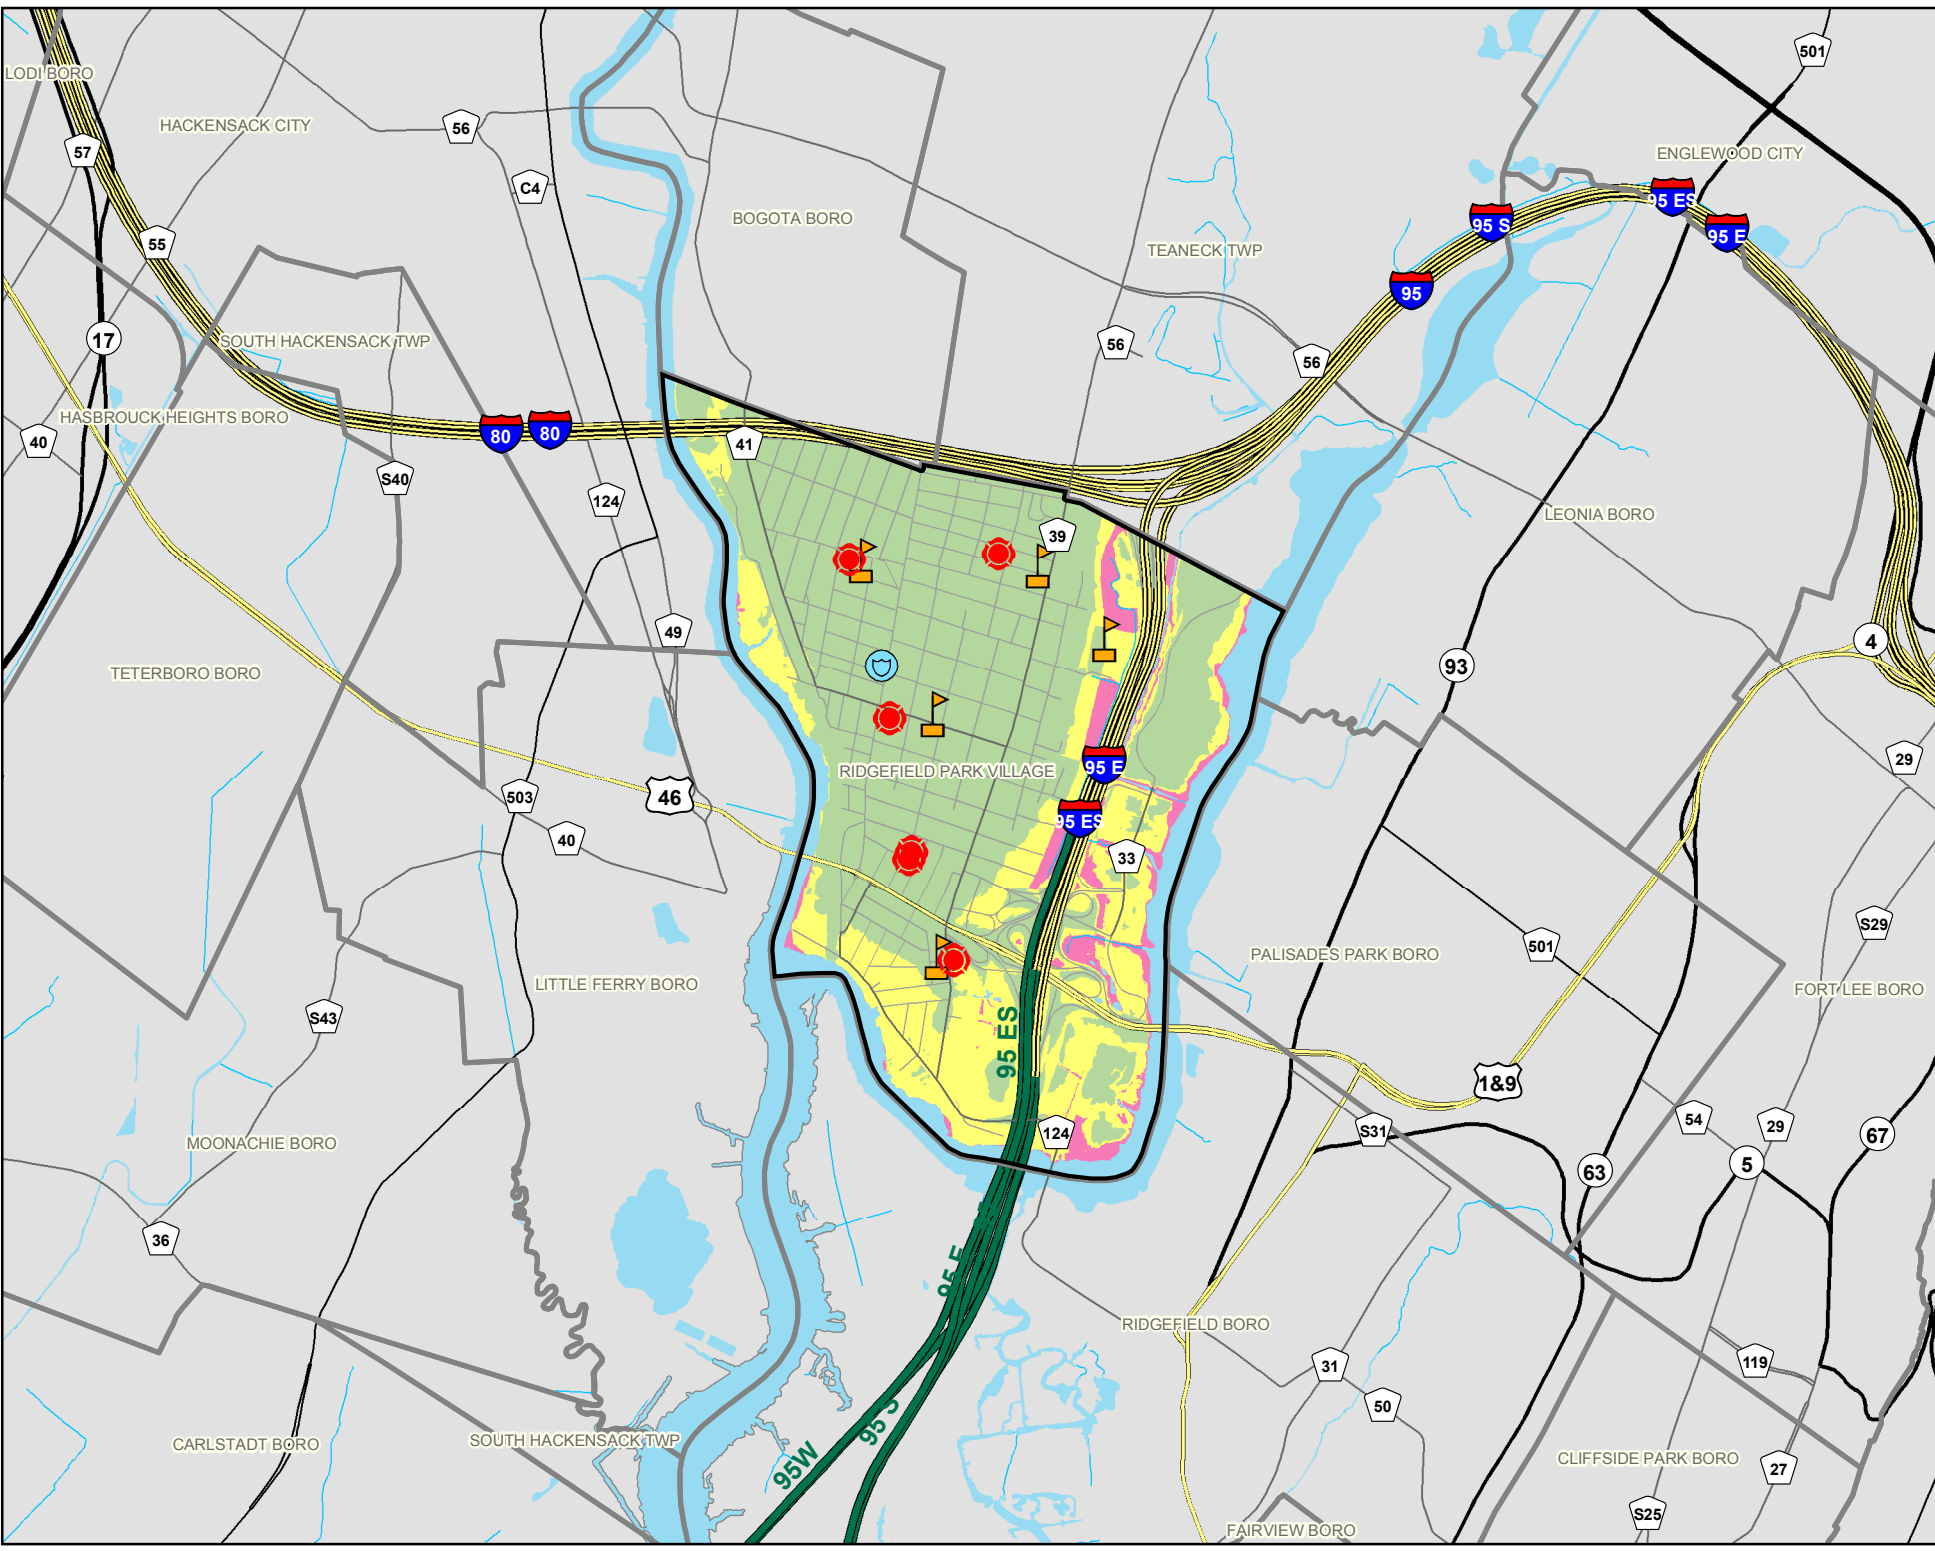 501
LODI BORO
HACKENSACK CITY
56
57
ENGLEWOOD CITY
C4
95 ES
BOGOTA BORO
95 S
95 E
55
TEANECK TWP
95
17
SOUTH HACKENSACK TWP
56
56
HASBROUCK HEIGHTS BORO
40
80
80
41
S40
124
LEONIA BORO
39
49
4
93
TETERBORO BORO
29
RIDGEFIELD PARK VILLAGE
95 E
503
46
95 ES
40
33
S29
501
PALISADES PARK BORO
LITTLE FERRY BORO
FORT LEE BORO
S43
95 ES
1&9
54
29
S31
124
67
MOONACHIE BORO
5
63
36
95 E
RIDGEFIELD BORO
31
119
50
95 S
CARLSTADT BORO
SOUTH HACKENSACK TWP
95W
CLIFFSIDE PARK BORO
27
S25
FAIRVIEW BORO